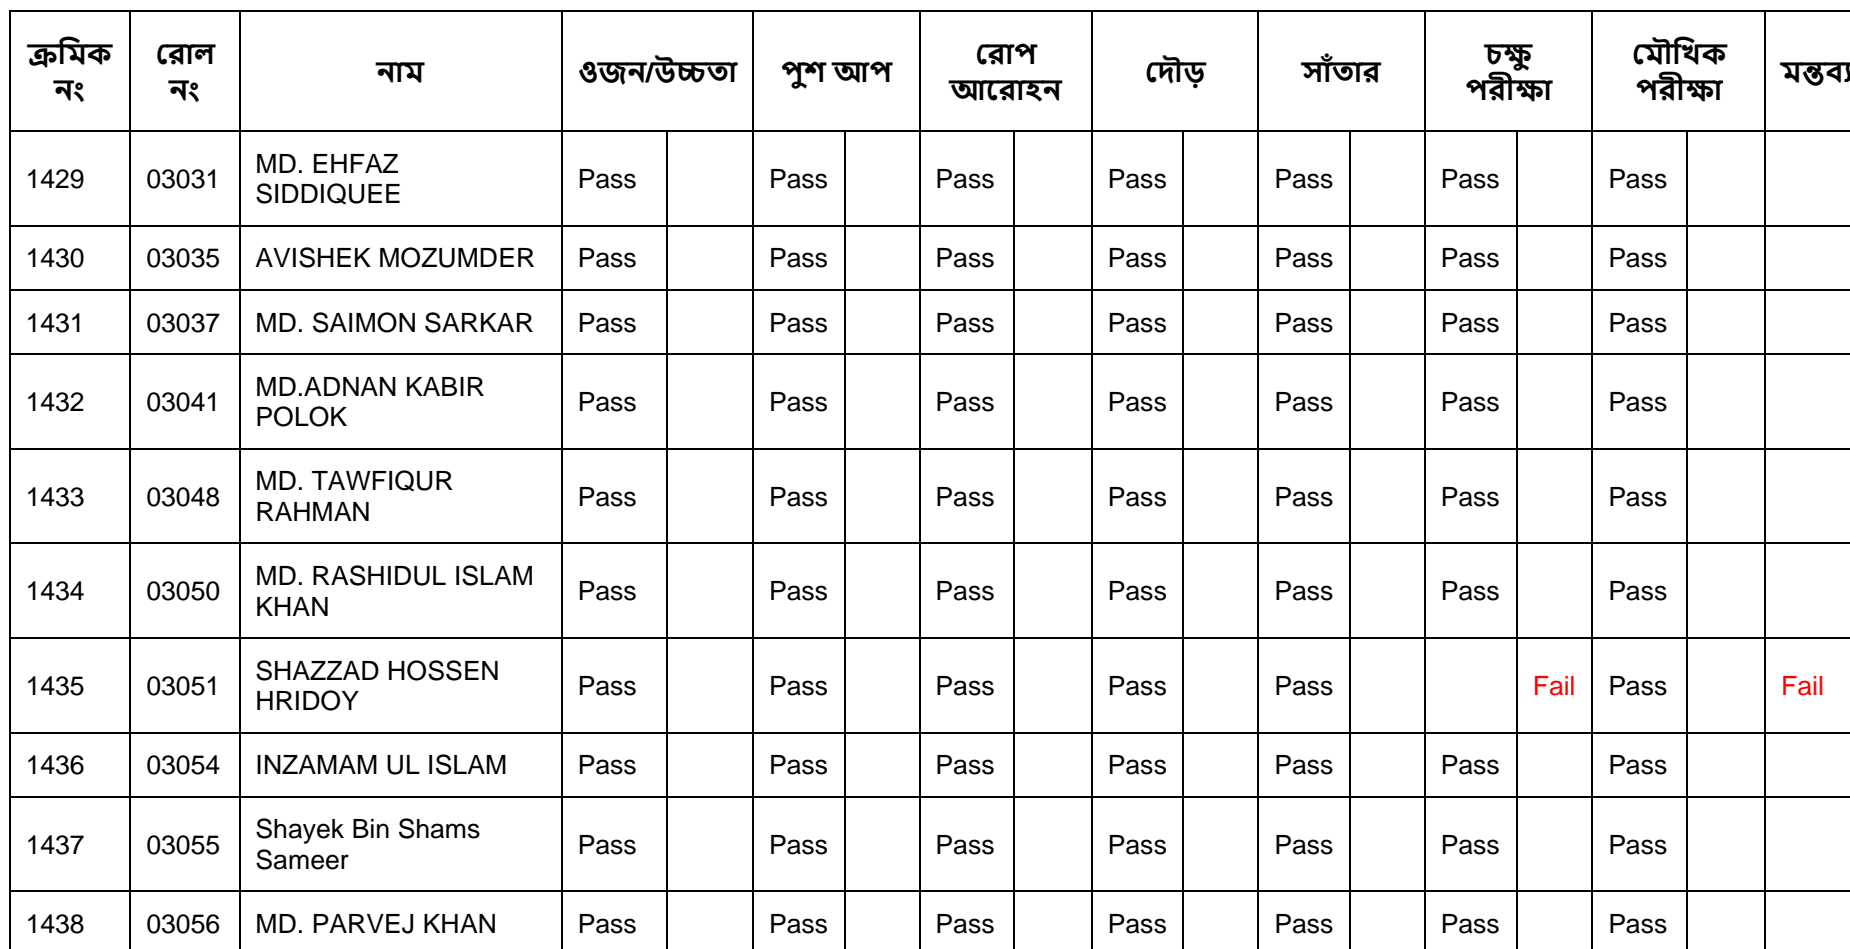 ক্রমিক নং রোল নং নাম ওজন/উচ্চতা পুশ আপ রোপ আরোহন দৌড় সাঁতার চক্ষু পরীক্ষা মৌখিক পরীক্ষা মন্তব্য
1429 03031 MD. EHFAZ SIDDIQUEE Pass Pass Pass Pass Pass Pass Pass
1430 03035 AVISHEK MOZUMDER Pass Pass Pass Pass Pass Pass Pass
1431 03037 MD. SAIMON SARKAR Pass Pass Pass Pass Pass Pass Pass
1432 03041 MD.ADNAN KABIR POLOK Pass Pass Pass Pass Pass Pass Pass
1433 03048 MD. TAWFIQUR RAHMAN Pass Pass Pass Pass Pass Pass Pass
1434 03050 MD. RASHIDUL ISLAM KHAN Pass Pass Pass Pass Pass Pass Pass
1435 03051 SHAZZAD HOSSEN HRIDOY Pass Pass Pass Pass Pass Fail Pass Fail
1436 03054 INZAMAM UL ISLAM Pass Pass Pass Pass Pass Pass Pass
1437 03055 Shayek Bin Shams Sameer Pass Pass Pass Pass Pass Pass Pass
1438 03056 MD. PARVEJ KHAN Pass Pass Pass Pass Pass Pass Pass